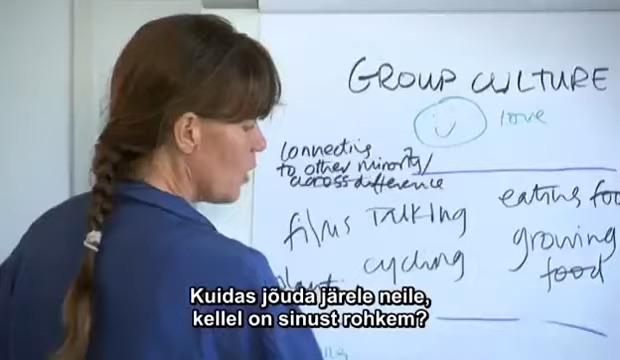 GROUP CULTURE
love
Connecting
to other minority/
across difference
films Talking
eating foo
growing
food
cycling
Kuidas jõuda järele neile,
kellel on sinust rohkem?